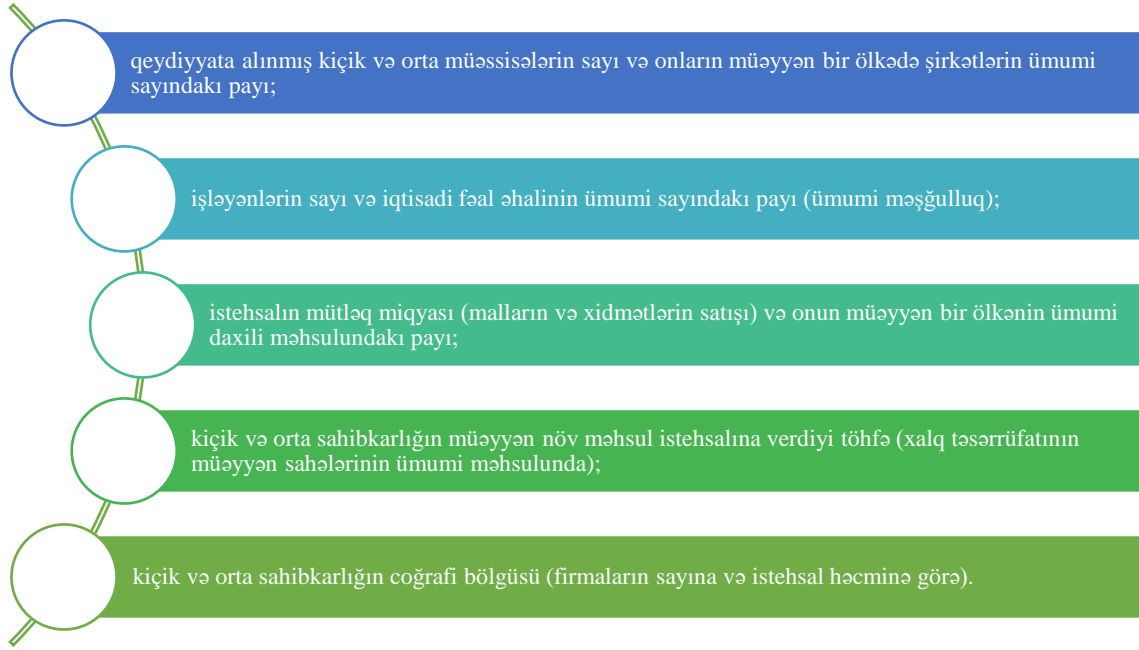 qeydiyyata alınmış kiçik və orta müəssisələrin sayı və onların müəyyən bir ölkədə şirkətlərin ümumi
sayındakı payı;
işləyənlərin sayı və iqtisadi fəal əhalinin ümumi sayındakı payı (ümumi məşğulluq);
istehsalın mütləq miqyası (malların və xidmətlərin satışı) və onun müəyyən bir ölkənin ümumi
daxili məhsulundakı payı;
kiçik və orta sahibkarlığın müəyyən növ məhsul istehsalına verdiyi töhfə (xalq təsərrüfatının
müəyyən sahələrinin ümumi məhsulunda);
kiçik və orta sahibkarlığın coğrafi bölgüsü (firmaların sayına və istehsal həcminə görə).